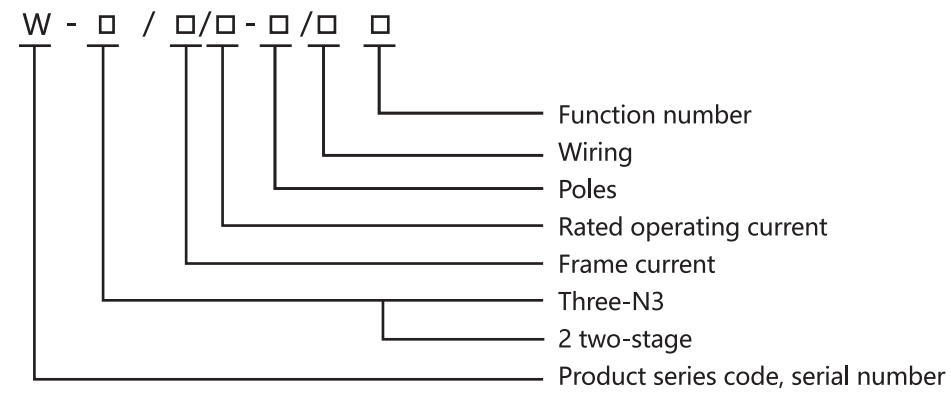 W - □ / □/□ - □ /□ □
Function number
Wiring
Poles
Rated operating current
Frame current
Three-N3
2 two-stage
Product series code, serial number